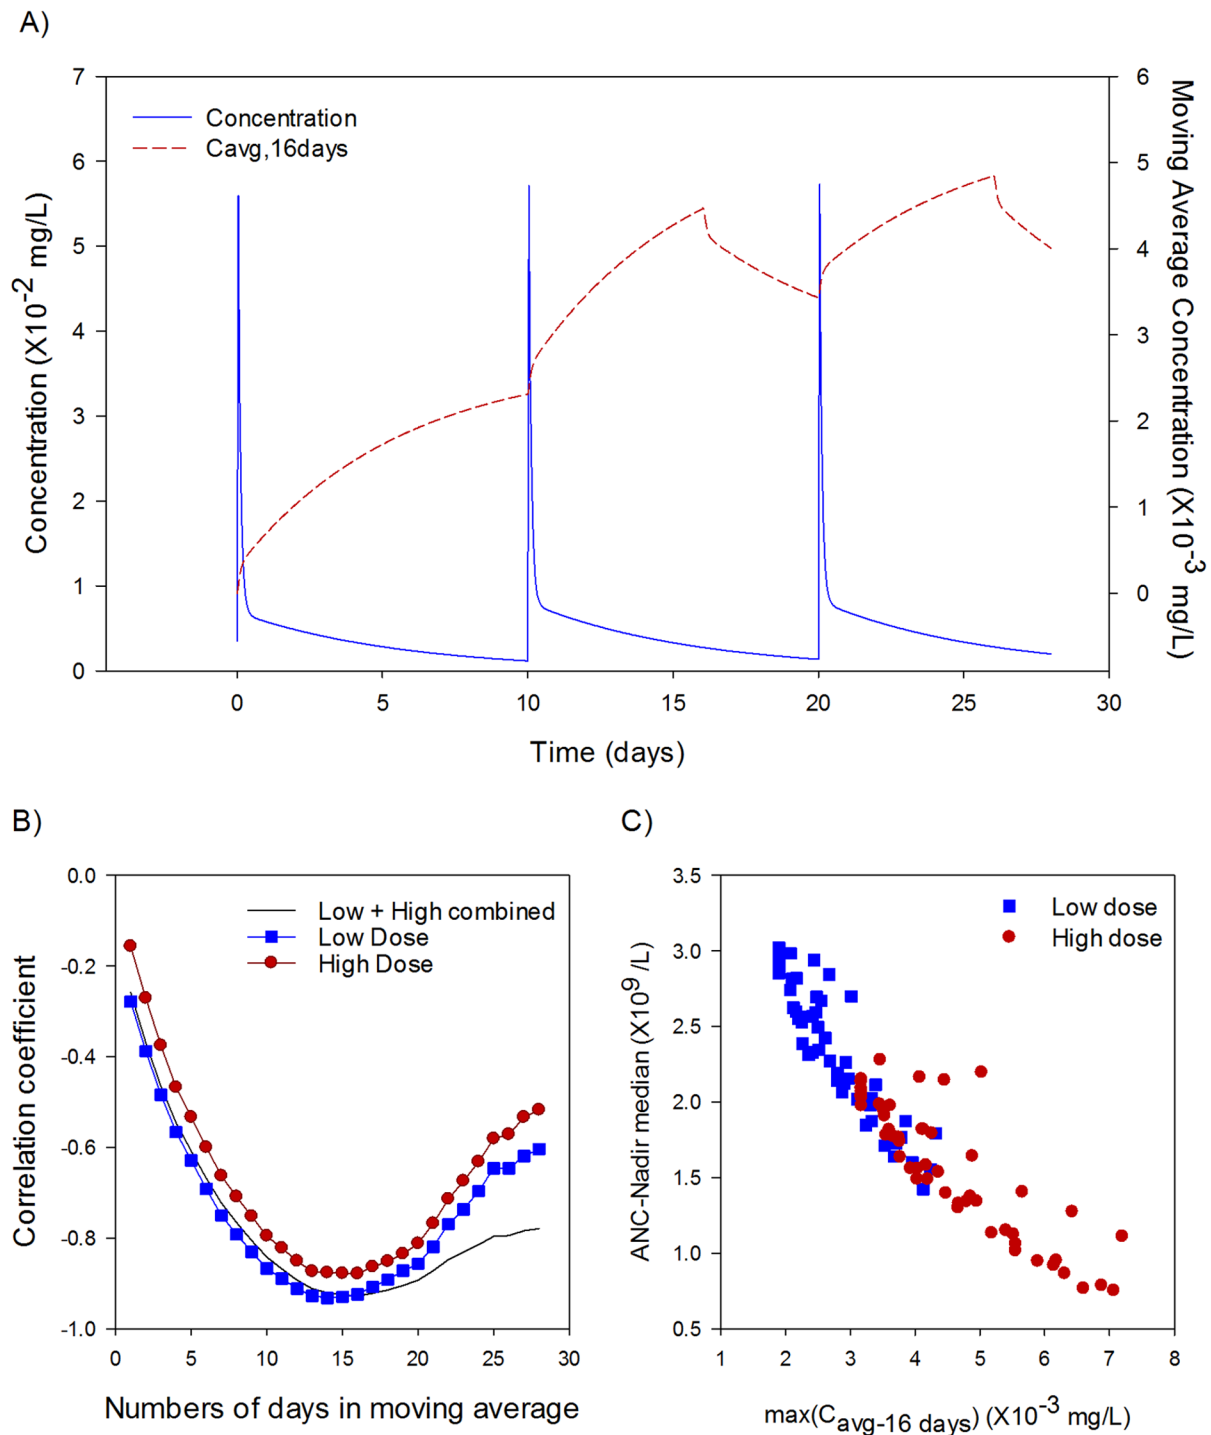 A)
Concentration (X10-2 mg/L)
7
6
5
4
3
2
1
0
Concentration
Cavg,16days
6
5
4
3
2
1
0
Moving Average Concentration (X10-3 mg/L)
0
5
10
15
20
25
30
Time (days)
B)
Correlation coefficient
0.0
-0.2
-0.4
-0.6
-0.8
-1.0
Low + High combined
Low Dose
High Dose
0
5
10
15
20
25
30
Numbers of days in moving average
C)
ANC-Nadir median (X109 /L)
3.5
3.0
2.5
2.0
1.5
1.0
0.5
Low dose
High dose
1
2
3
4
5
6
7
8
max(Cavg-16 days) (X10-3 mg/L)